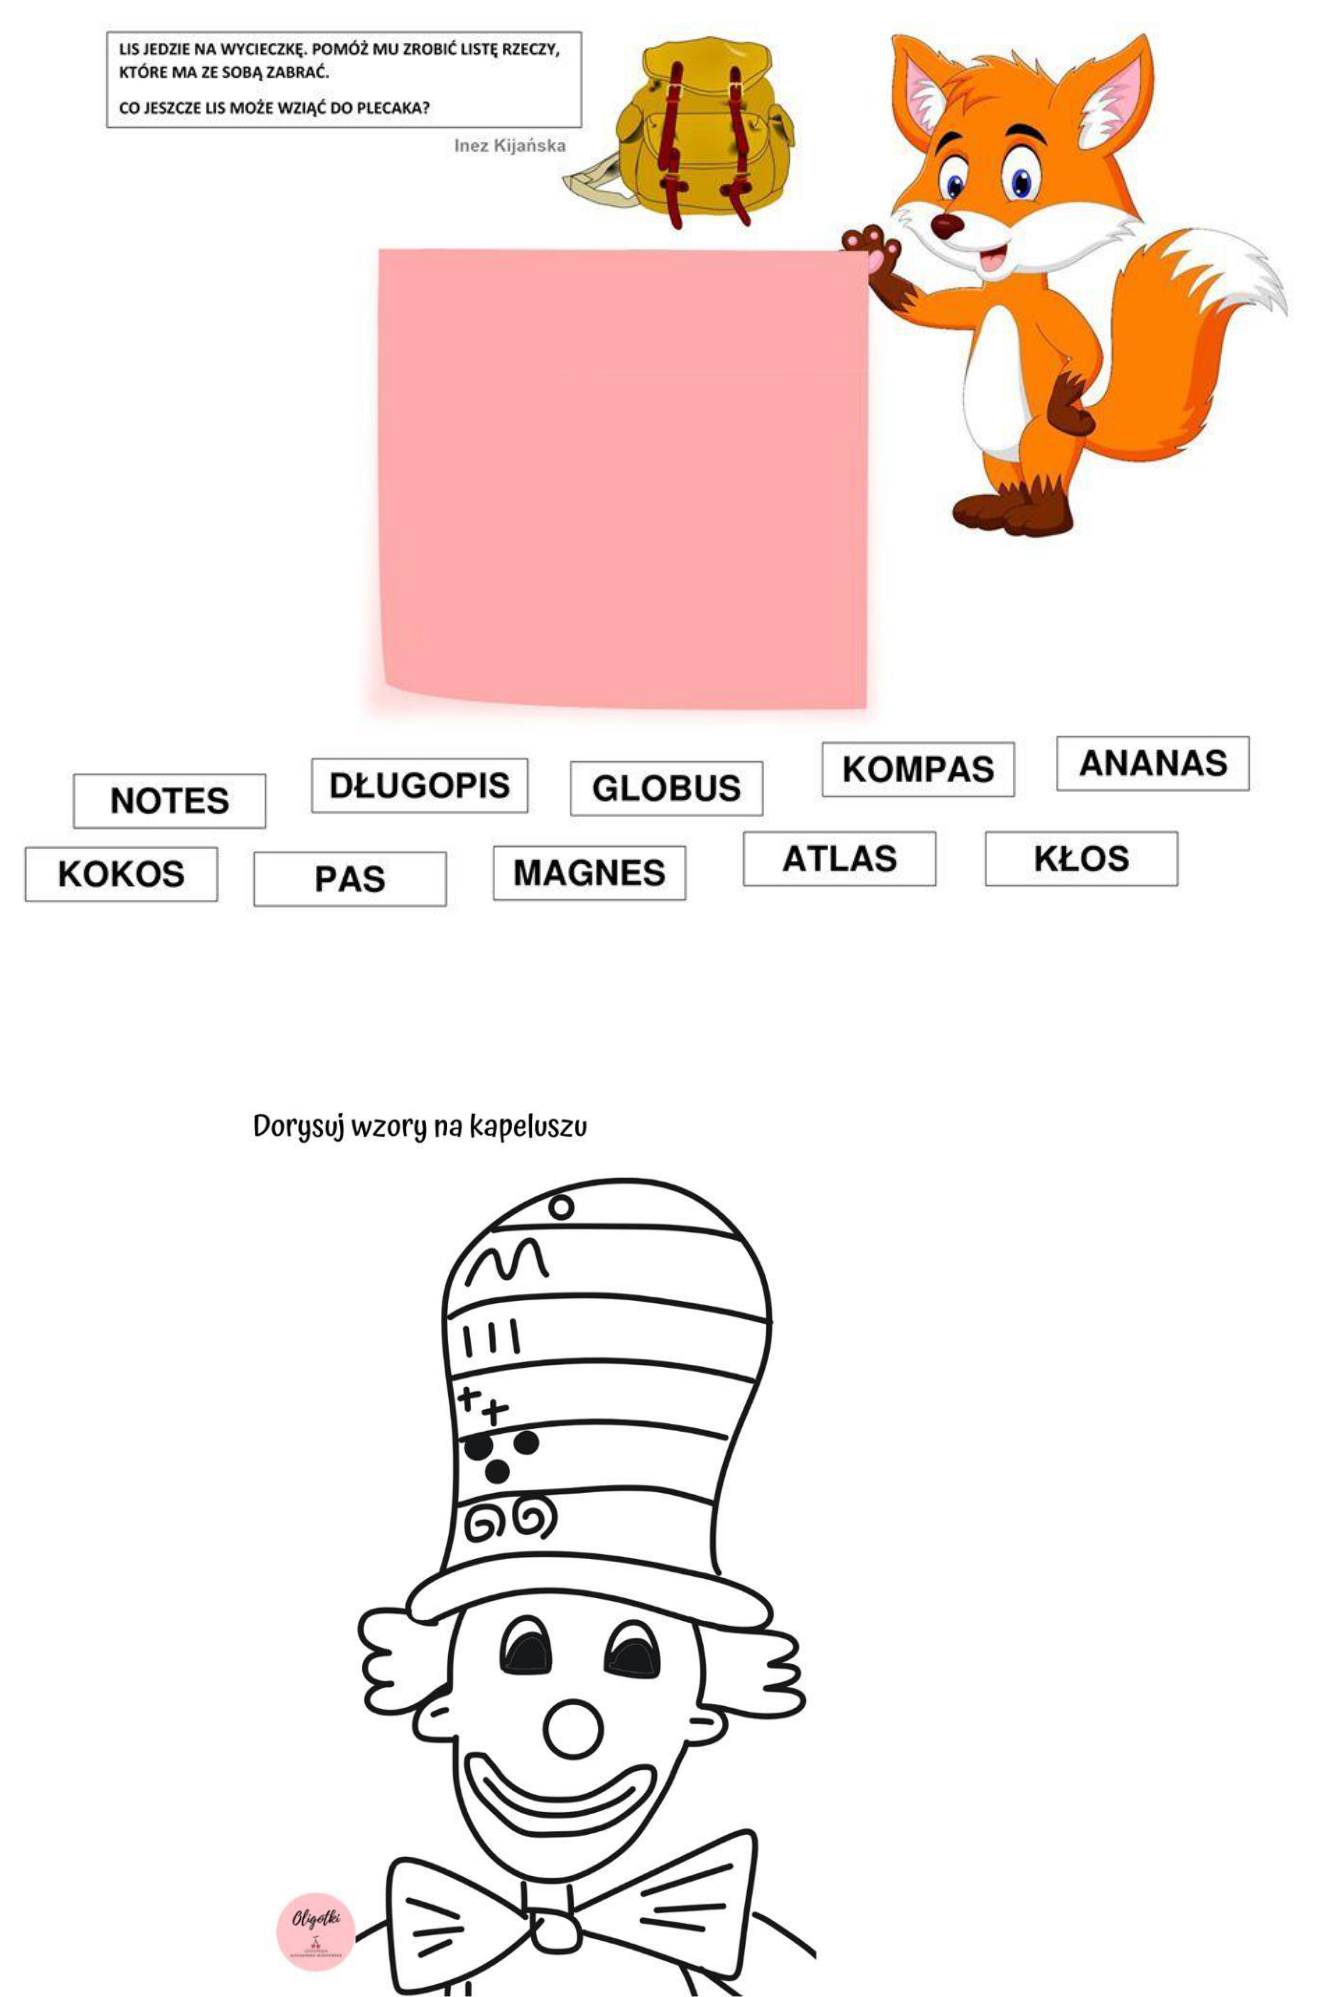 LIS JEDZIE NA WYCIECZKĘ. POMÓŻ MU ZROBIĆ LISTĘ RZECZY,
KTÓRE MA ZE SOBĄ ZABRAĆ.
CO JESZCZE LIS MOŻE WZIĄĆ DO PLECAKA?
Inez Kijańska
NOTES
DŁUGOPIS
GLOBUS
KOMPAS
ANANAS
KOKOS
PAS
MAGNES
ATLAS
KŁOS
Dorysuj wzory na kapeluszu
Oligotki